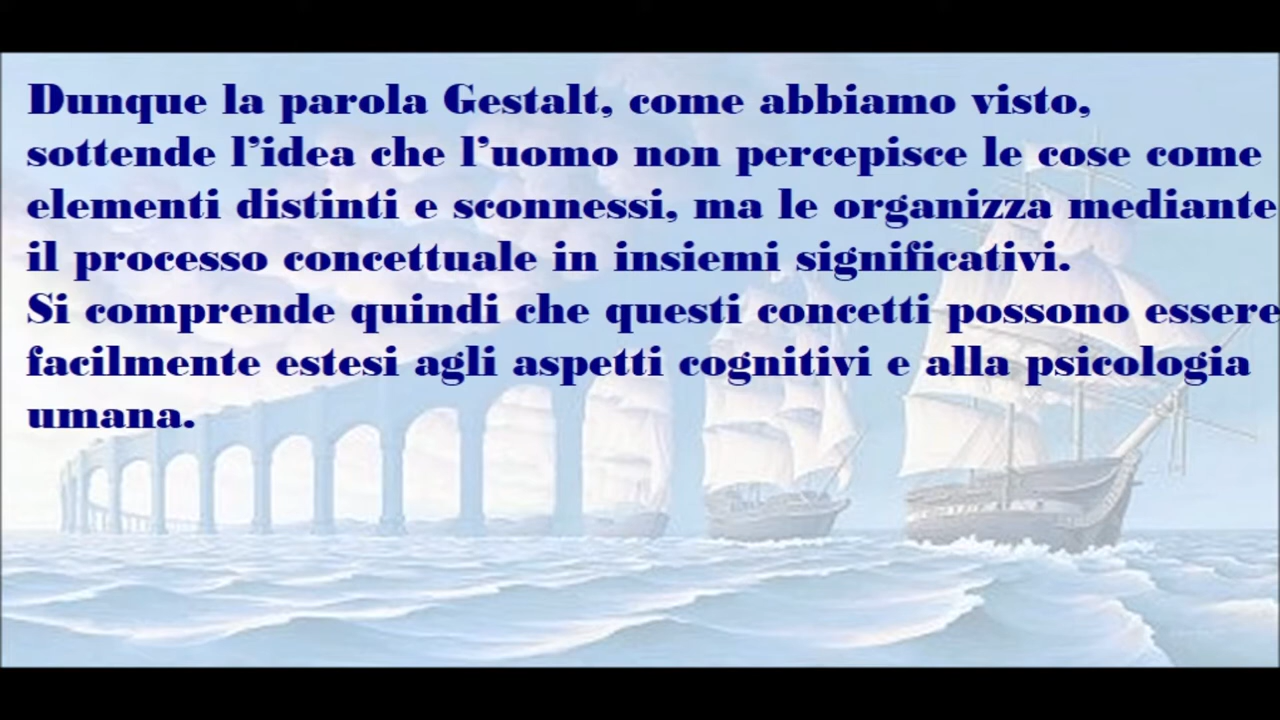 Dunque la parola Gestalt, come abbiamo visto,
sottende l’idea che l’uomo non percepisce le cose come
elementi distinti e sconnessi, ma le organizza mediante
il processo concettuale in insiemi significativi.
Si comprende quindi che questi concetti possono essere
facilmente estesi agli aspetti cognitivi e alla psicologia
umana.